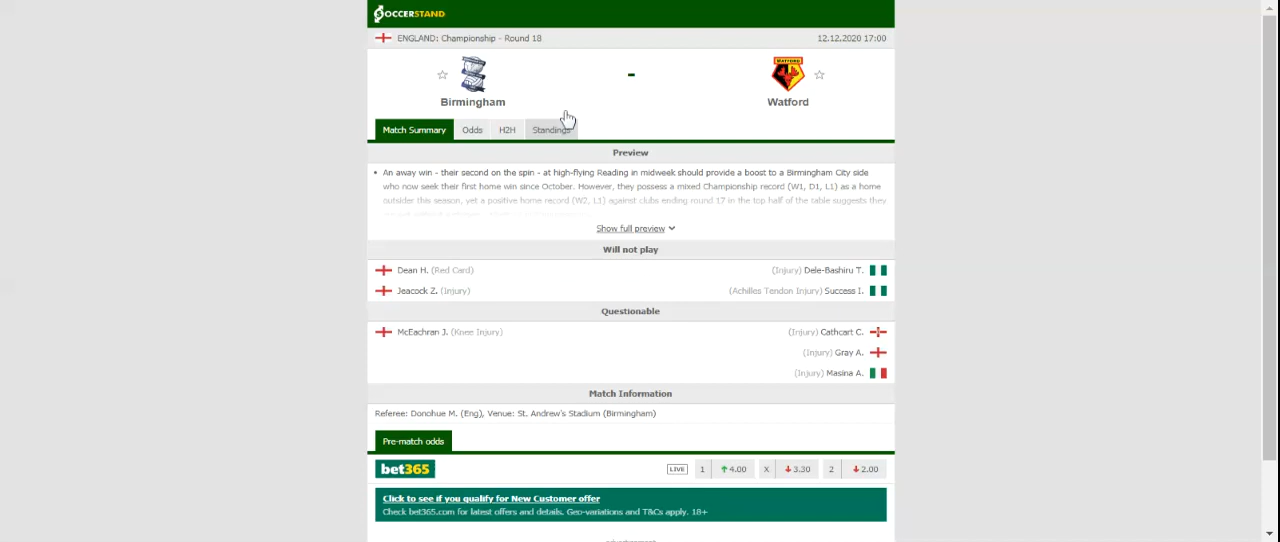 SOCCERSTAND
ENGLAND: Championship - Round 18 12.12.2020 17:00
WATFORD
-
Birmingham Watford
Match Summary Odds H2H Standings
Preview
• An away win - their second on the spin - at high-flying Reading in midweek should provide a boost to a Birmingham City side
who now seek their first home win since October. However, they possess a mixed Championship record (W1, D1, L1) as a home
outsider this season, yet a positive home record (W2, L1) against clubs ending round 17 in the top half of the table suggests they
Show full preview
Will not play
Dean H. (Red Card) (Injury) Dele-Bashiru T.
Jeacock Z. (Injury) (Achilles Tendon Injury) Success I.
Questionable
McEachran J. (Knee Injury) (Injury) Cathcart C.
(Injury) Gray A.
(Injury) Masina A.
Match Information
Referee: Donohue M. (Eng), Venue: St. Andrew's Stadium (Birmingham)
Pre-match odds
bet365 LIVE 1 4.00 X 3.30 2 2.00
Click to see if you qualify for New Customer offer
Check bet365.com for latest offers and details. Geo-variations and T&Cs apply. 18+